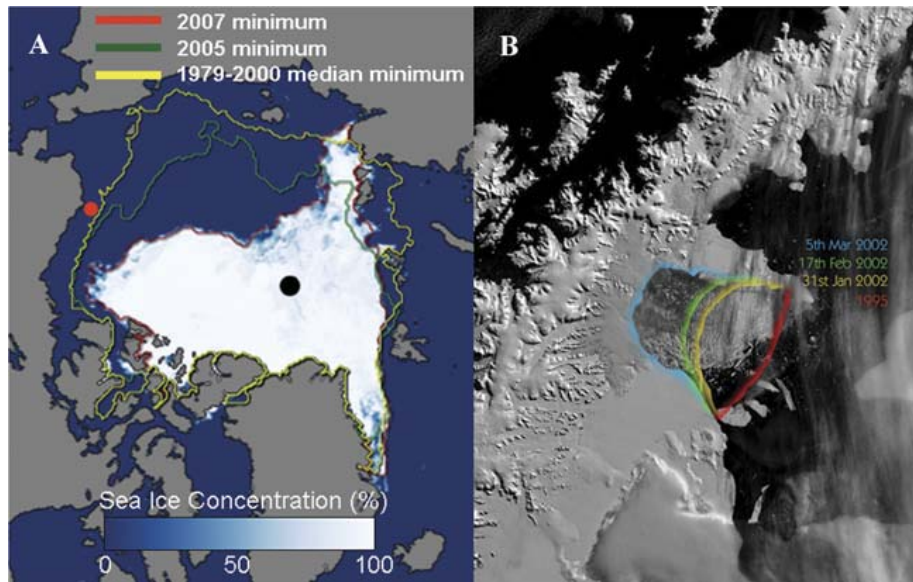 A
2007 minimum
2005 minimum
1979-2000 median minimum
Sea Ice Concentration (%)
0 50 100
B
5th Mar 2002
17th Feb 2002
31st Jan 2002
1995